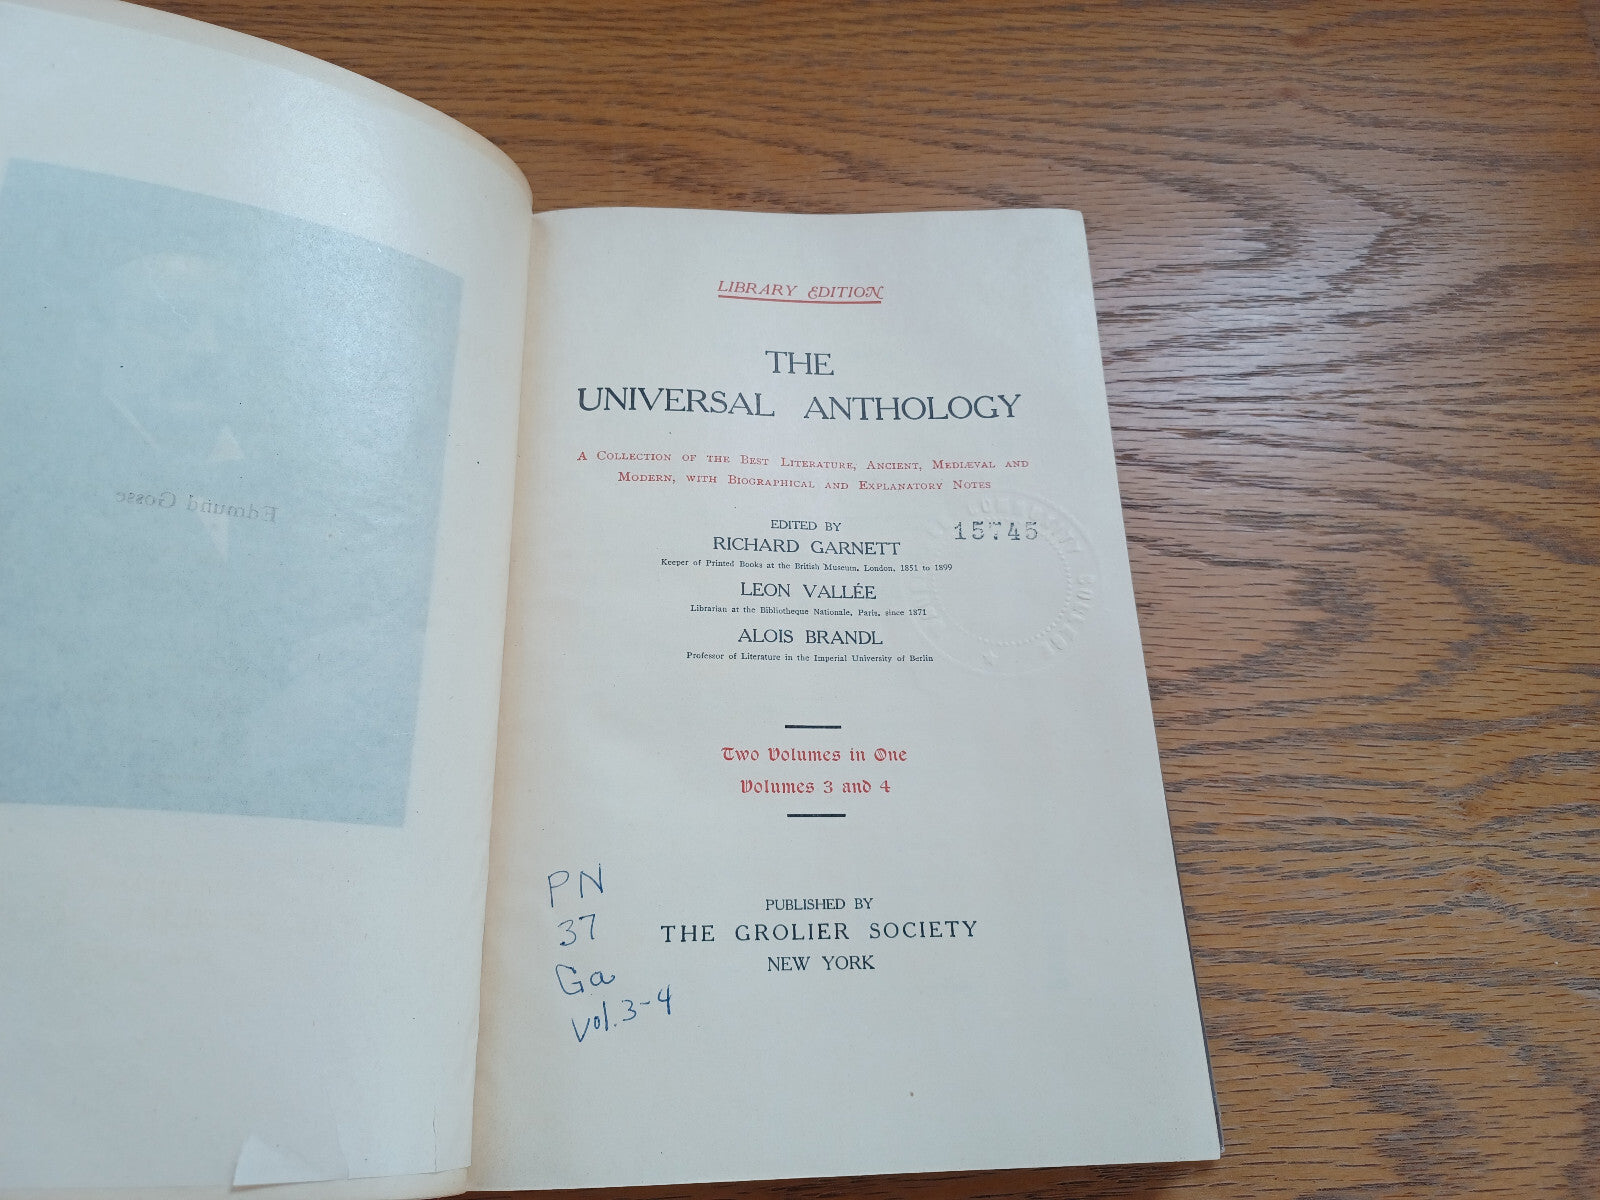 Edmund Gosse
LIBRARY EDITION
THE
UNIVERSAL ANTHOLOGY
A Collection of the Best Literature, Ancient, Mediæval and
Modern, with Biographical and Explanatory Notes
EDITED BY
RICHARD GARNETT
15745
Keeper of Printed Books at the British Museum, London, 1851 to 1899
LEON VALLÉE
Librarian at the Bibliotheque Nationale, Paris, since 1871
ALOIS BRANDL
Professor of Literature in the Imperial University of Berlin
Two Volumes in One
Volumes 3 and 4
PUBLISHED BY
THE GROLIER SOCIETY
NEW YORK
PN
37
Ga
vol. 3-4